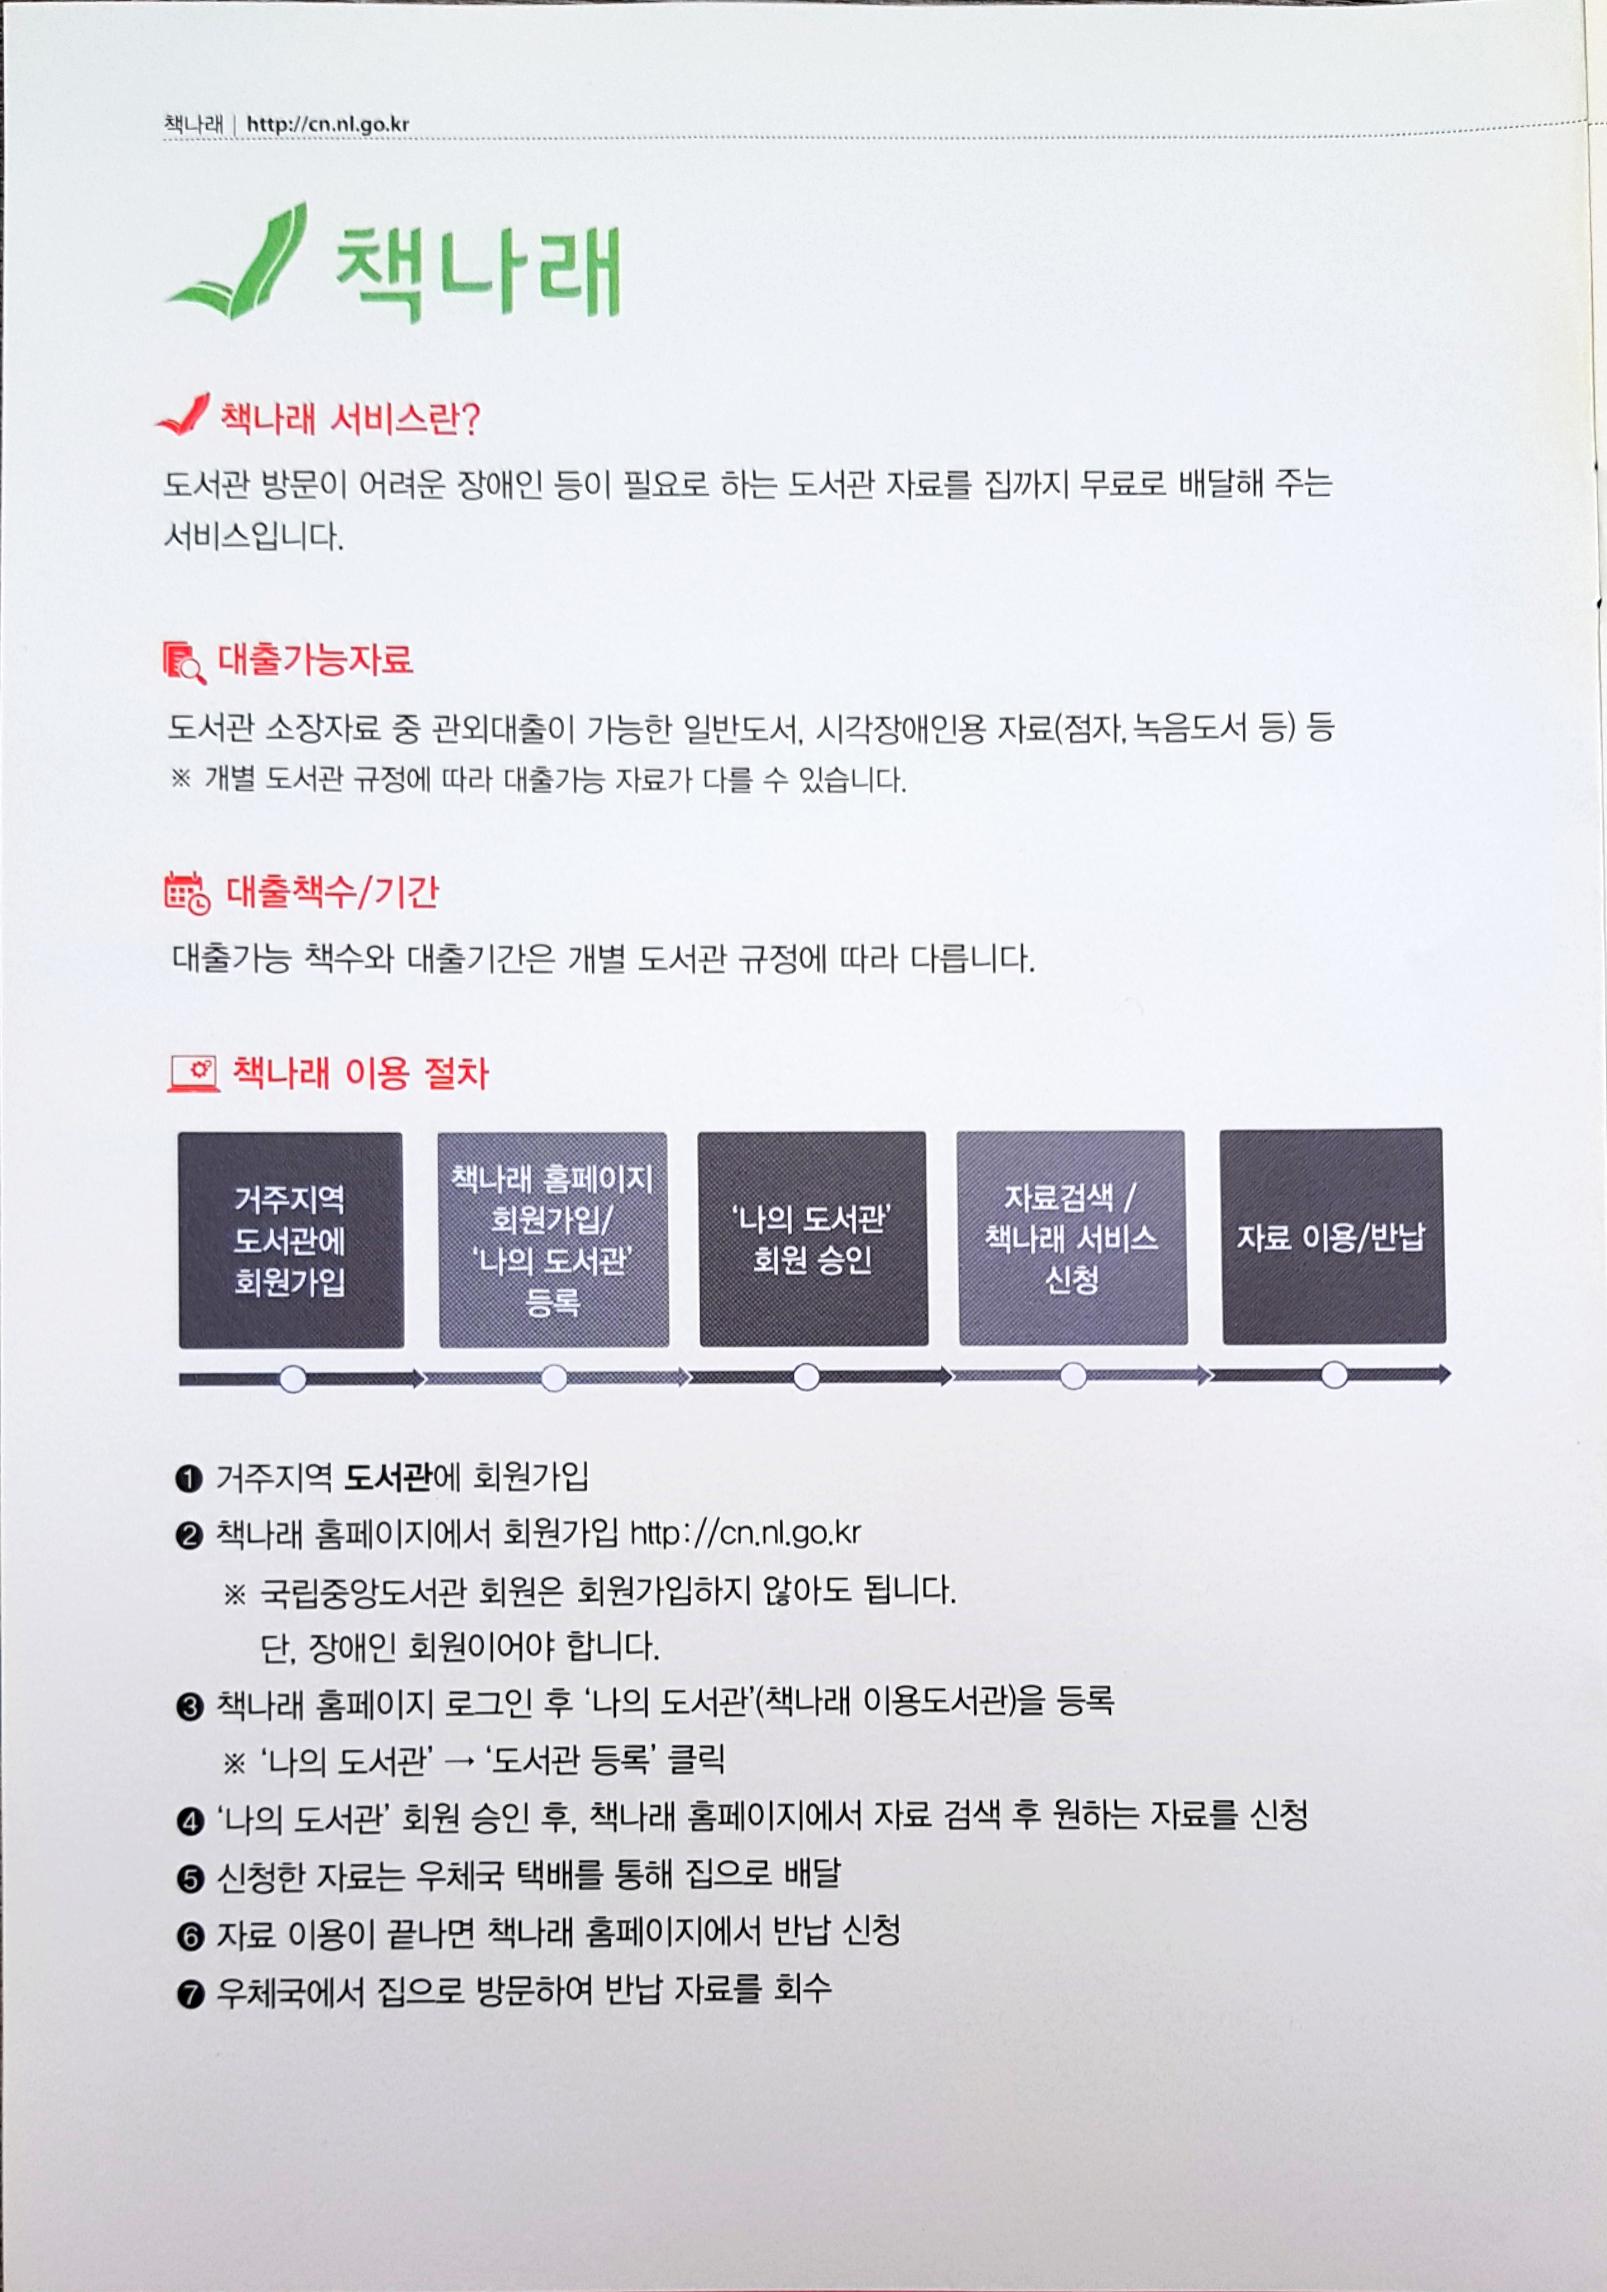 책나래 | http://cn.nl.go.kr
책나래
책나래 서비스란?
도서관 방문이 어려운 장애인 등이 필요로 하는 도서관 자료를 집까지 무료로 배달해 주는
서비스입니다.
대출가능자료
도서관 소장자료 중 관외대출이 가능한 일반도서, 시각장애인용 자료(점자, 녹음도서 등) 등
※ 개별 도서관 규정에 따라 대출가능 자료가 다를 수 있습니다.
대출책수/기간
대출가능 책수와 대출기간은 개별 도서관 규정에 따라 다릅니다.
책나래 이용 절차
거주지역
도서관에
회원가입
책나래 홈페이지
회원가입/
‘나의 도서관’
등록
‘나의 도서관’
회원 승인
자료검색 /
책나래 서비스
신청
자료 이용/반납
❶ 거주지역 도서관에 회원가입
❷ 책나래 홈페이지에서 회원가입 http://cn.nl.go.kr
※ 국립중앙도서관 회원은 회원가입하지 않아도 됩니다.
단, 장애인 회원이어야 합니다.
❸ 책나래 홈페이지 로그인 후 ‘나의 도서관’(책나래 이용도서관)을 등록
※ ‘나의 도서관’ → ‘도서관 등록’ 클릭
❹ ‘나의 도서관’ 회원 승인 후, 책나래 홈페이지에서 자료 검색 후 원하는 자료를 신청
❺ 신청한 자료는 우체국 택배를 통해 집으로 배달
❻ 자료 이용이 끝나면 책나래 홈페이지에서 반납 신청
❼ 우체국에서 집으로 방문하여 반납 자료를 회수